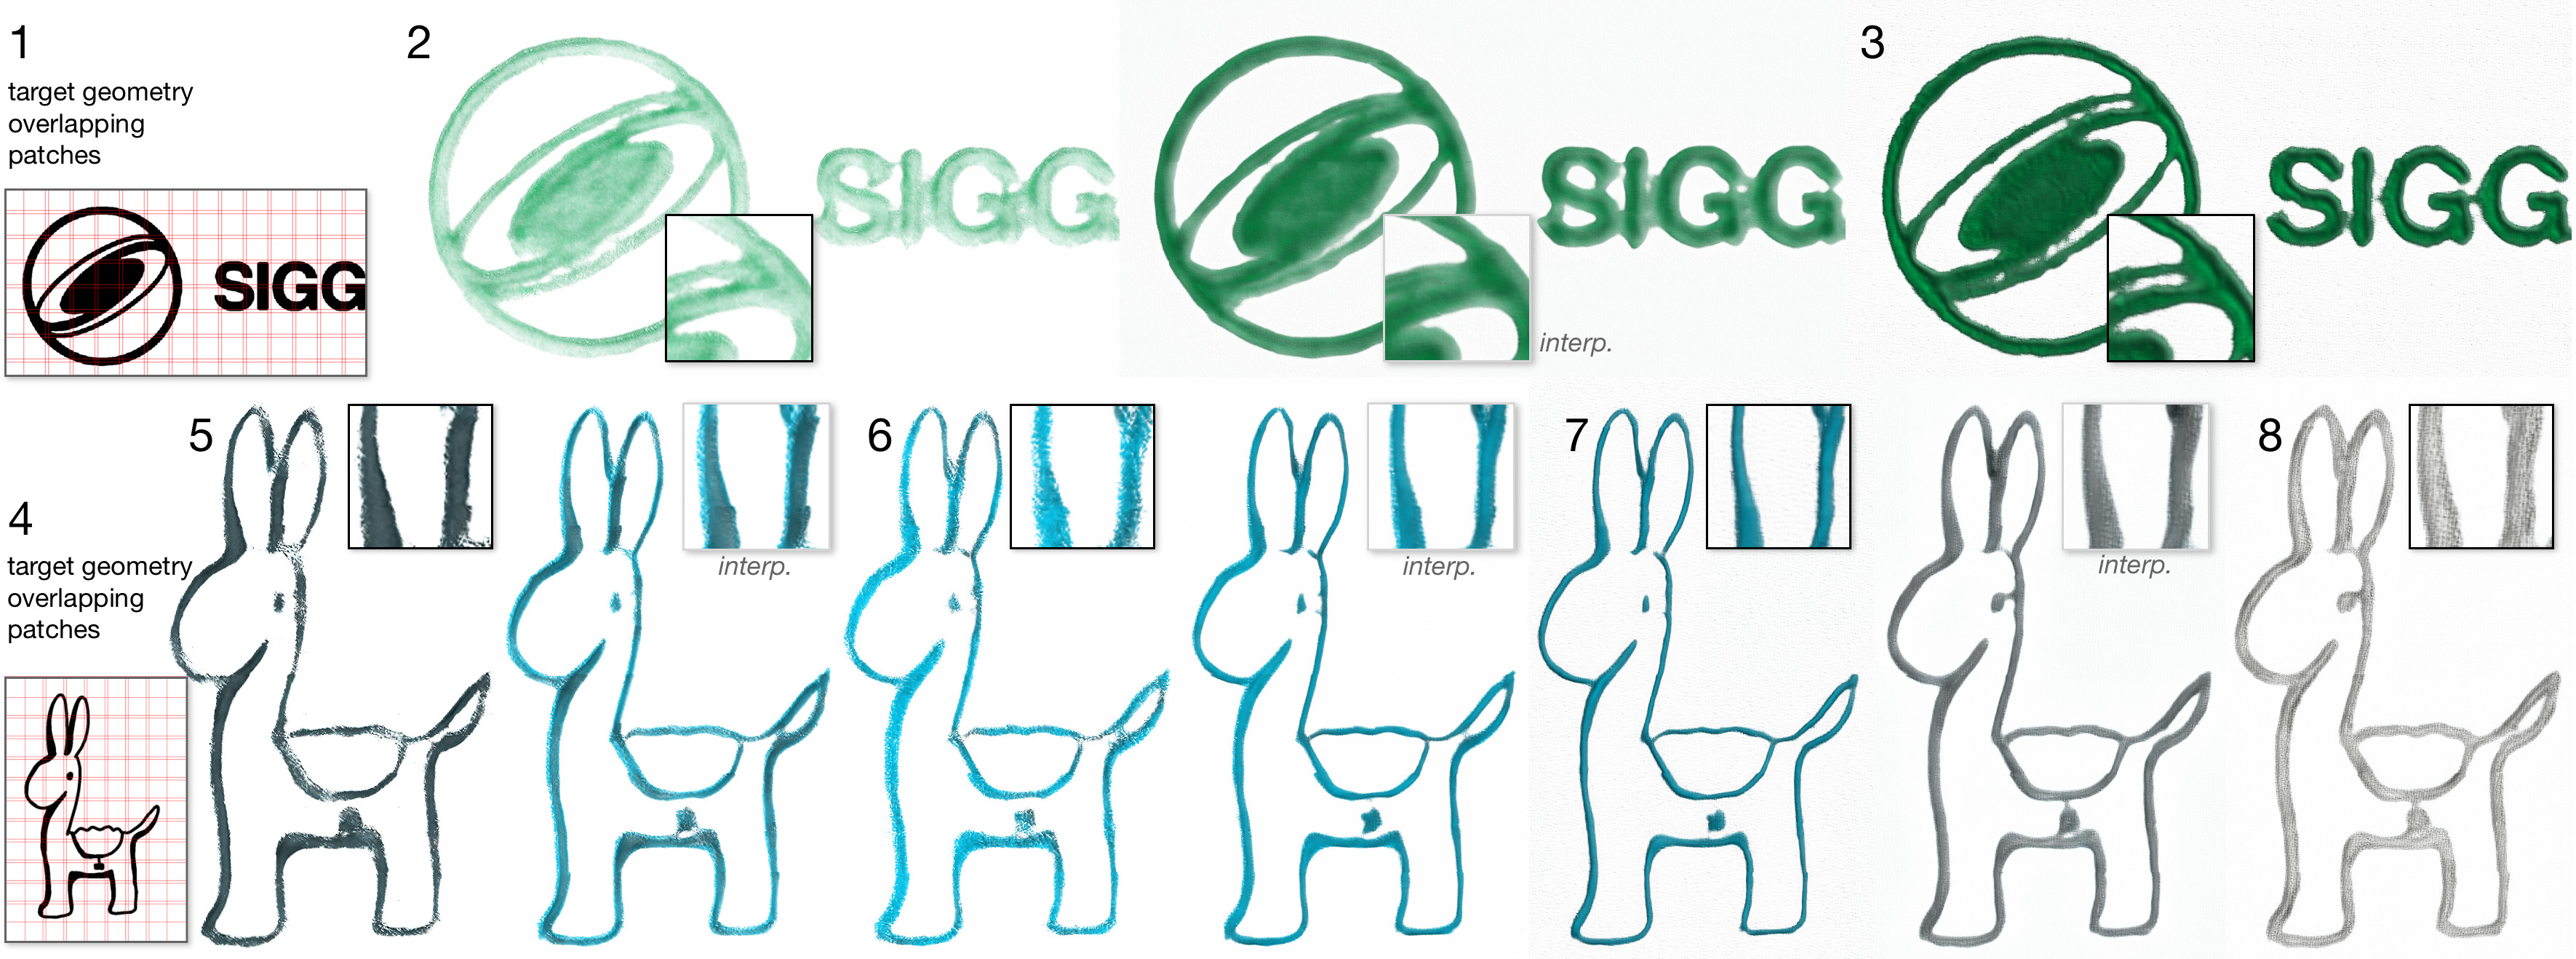 1
target geometry
overlapping
patches
SIGG
2
SIGG
interp.
SIGG
3
SIGG
4
target geometry
overlapping
patches
5
interp.
6
interp.
7
interp.
8